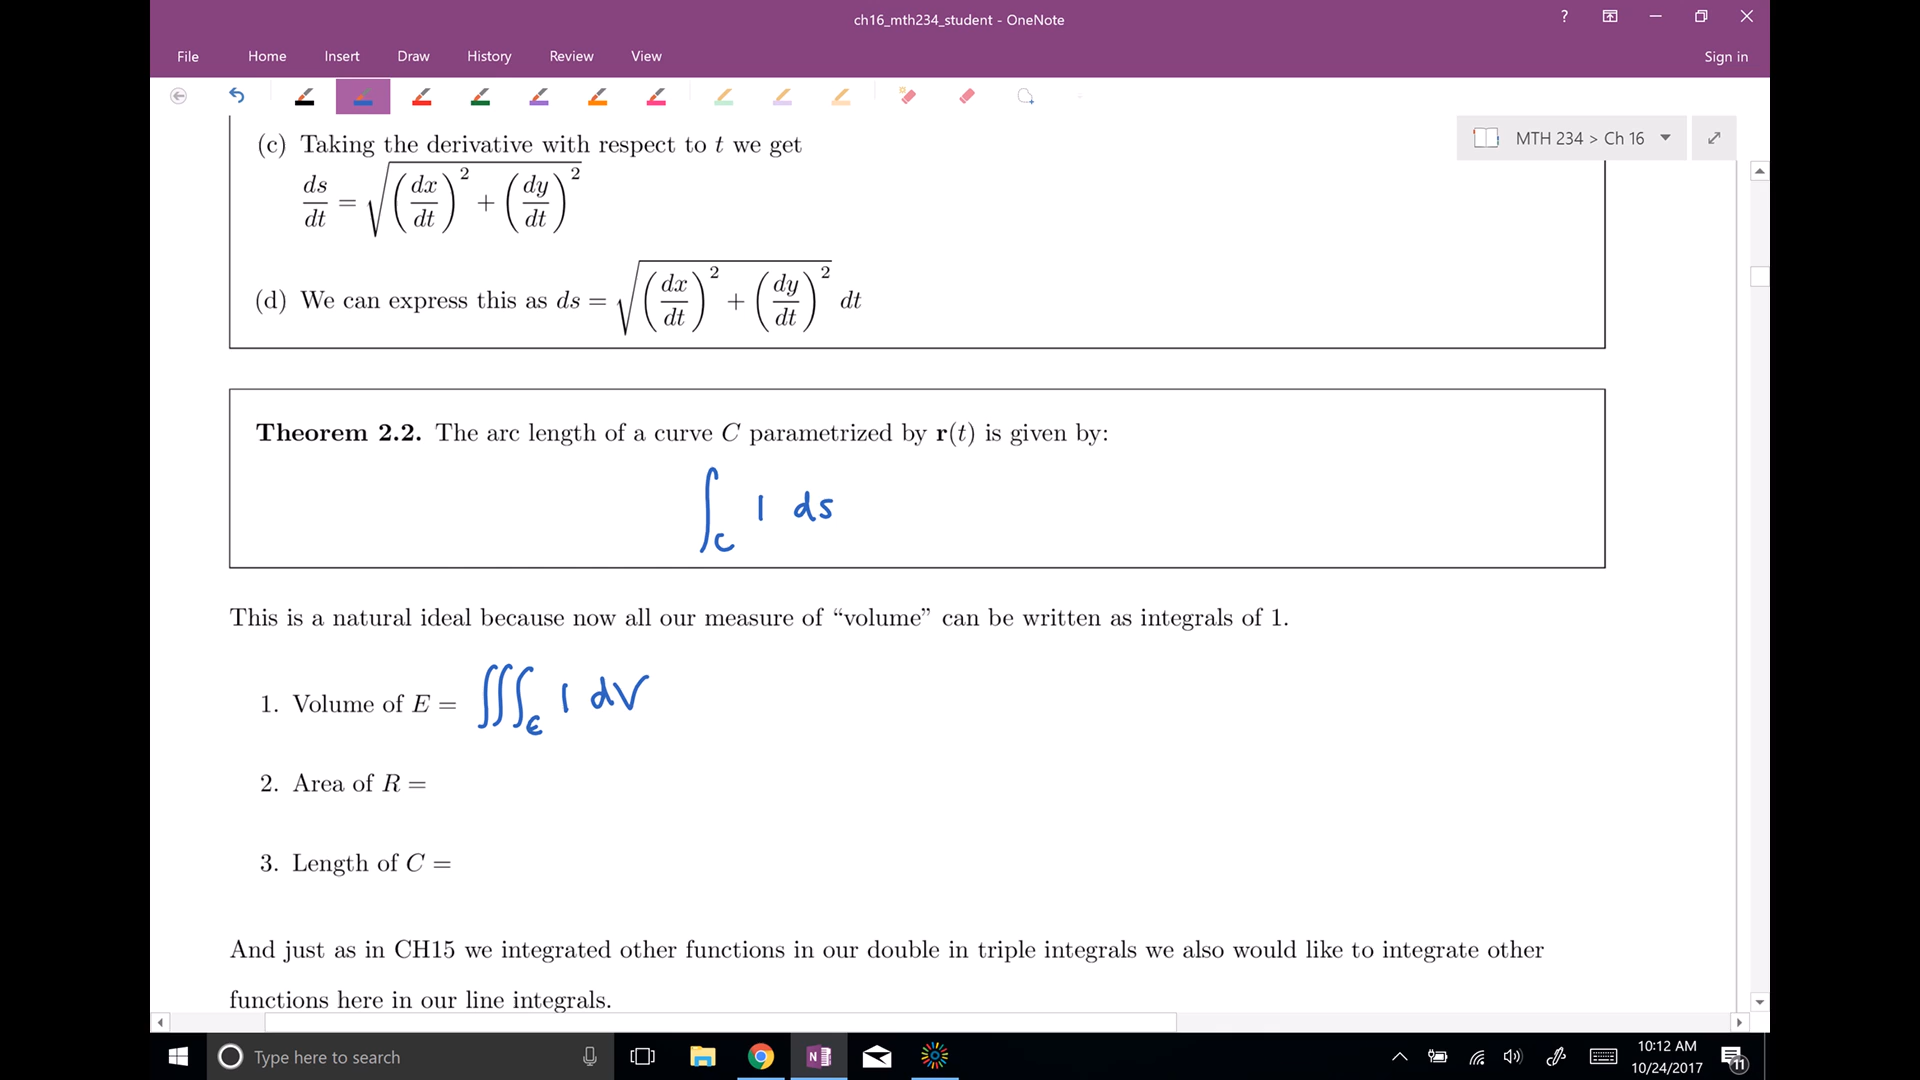 ch16_mth234_student - OneNote
?
File Home Insert Draw History Review View Sign in
MTH 234 > Ch 16
(c) Taking the derivative with respect to t we get
ds/dt = √((dx/dt)² + (dy/dt)²)
(d) We can express this as ds = √((dx/dt)² + (dy/dt)²) dt
Theorem 2.2. The arc length of a curve C parametrized by r(t) is given by:
∫_C 1 ds
This is a natural ideal because now all our measure of “volume” can be written as integrals of 1.
1. Volume of E = ∭_E 1 dV
2. Area of R =
3. Length of C =
And just as in CH15 we integrated other functions in our double in triple integrals we also would like to integrate other
functions here in our line integrals.
Type here to search
10:12 AM
10/24/2017
11